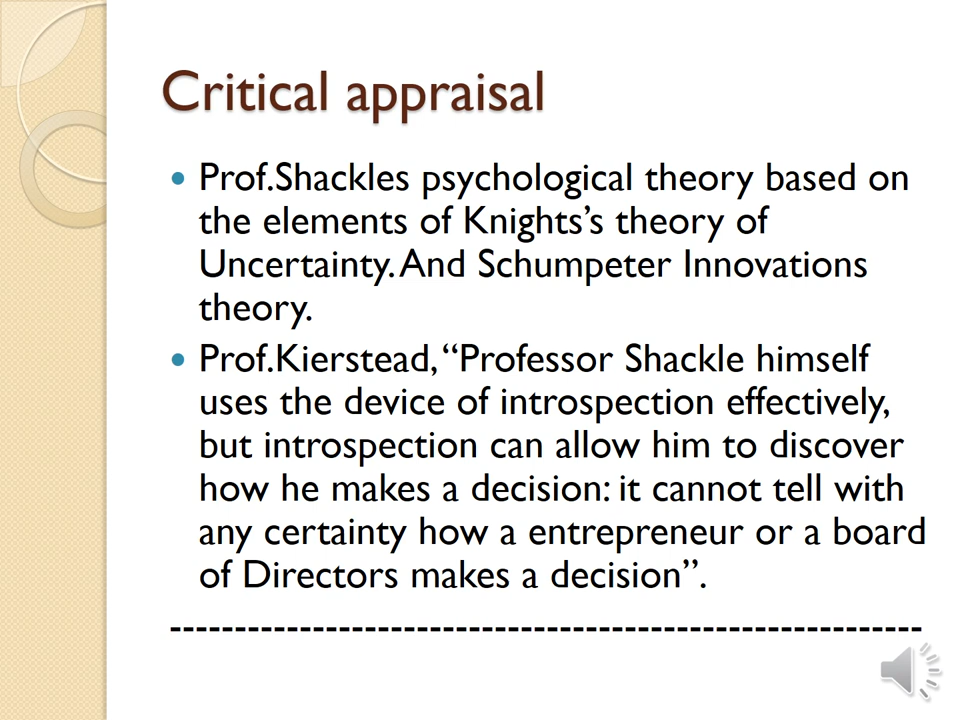 Critical appraisal
• Prof.Shackles psychological theory based on
the elements of Knights’s theory of
Uncertainty. And Schumpeter Innovations
theory.
• Prof.Kierstead, “Professor Shackle himself
uses the device of introspection effectively,
but introspection can allow him to discover
how he makes a decision: it cannot tell with
any certainty how a entrepreneur or a board
of Directors makes a decision”.
----------------------------------------------------------